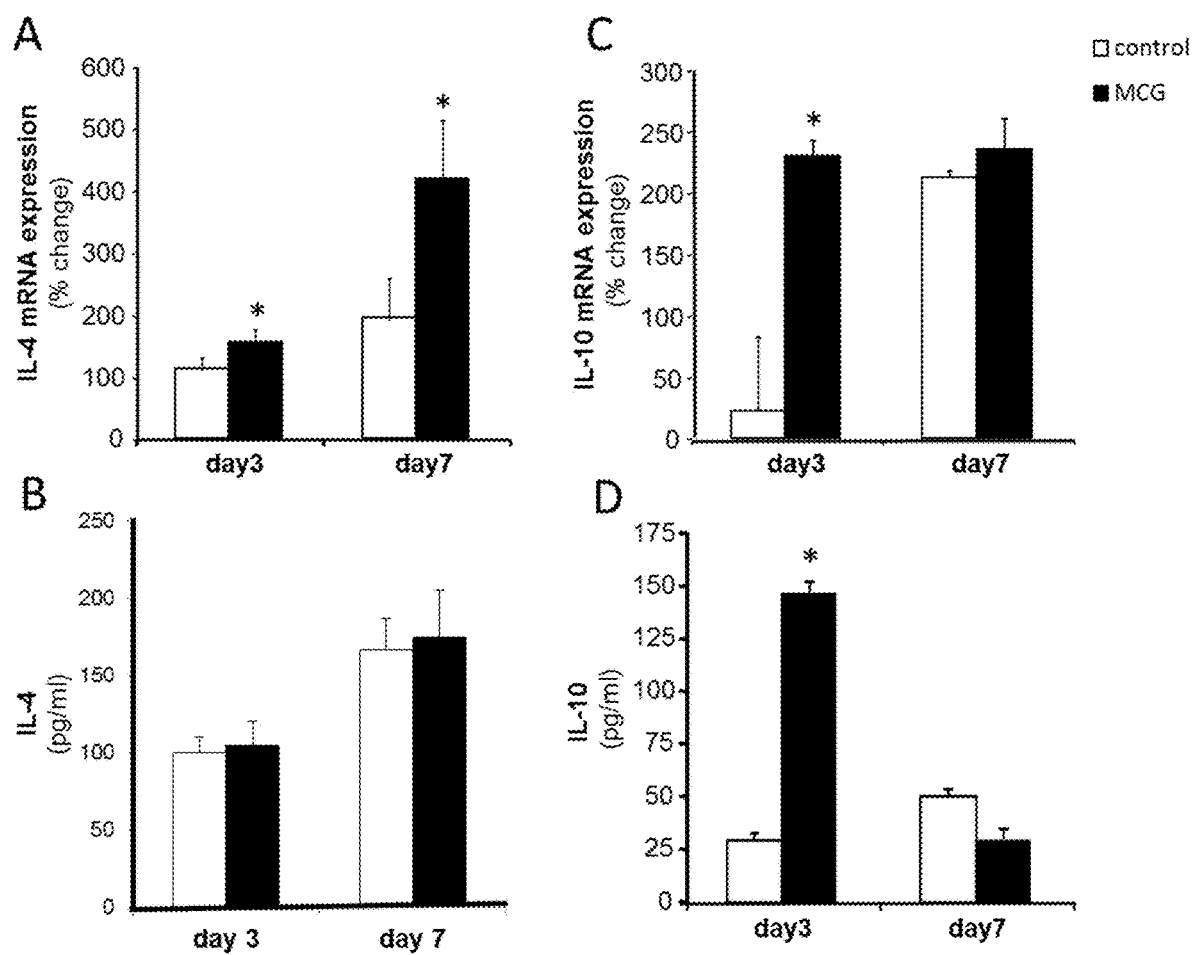 A
IL-4 mRNA expression
(% change)
600
500
400
300
200
100
0
*
*
day3
day7
C
IL-10 mRNA expression
(% change)
300
250
200
150
100
50
0
*
day3
day7
control
MCG
B
IL-4
(pg/ml)
250
200
150
100
50
0
day 3
day 7
D
IL-10
(pg/ml)
175
150
125
100
75
50
25
0
*
day3
day7